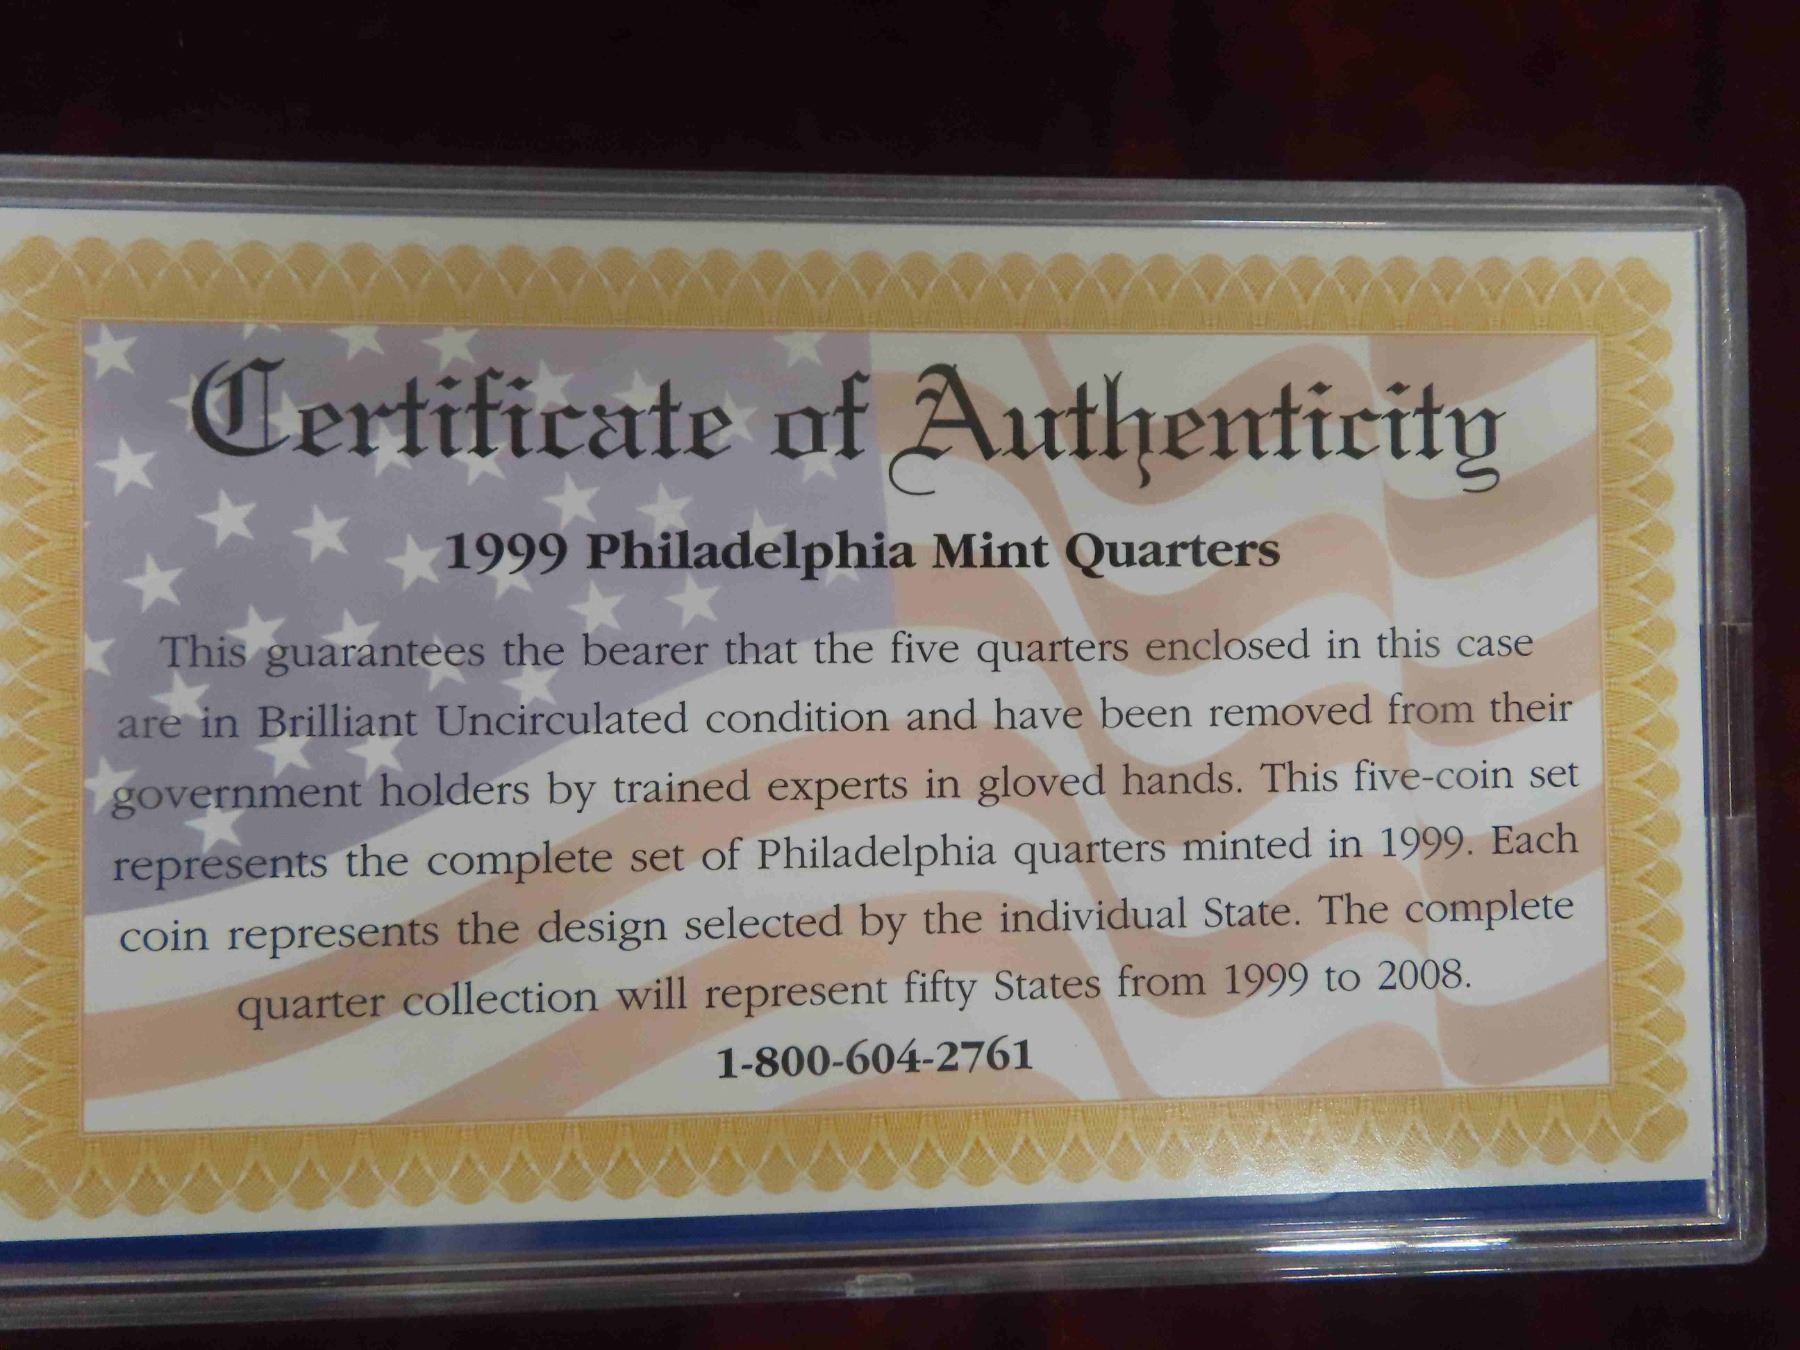 Certificate of Authenticity
1999 Philadelphia Mint Quarters
This guarantees the bearer that the five quarters enclosed in this case
are in Brilliant Uncirculated condition and have been removed from their
government holders by trained experts in gloved hands. This five-coin set
represents the complete set of Philadelphia quarters minted in 1999. Each
coin represents the design selected by the individual State. The complete
quarter collection will represent fifty States from 1999 to 2008.
1-800-604-2761